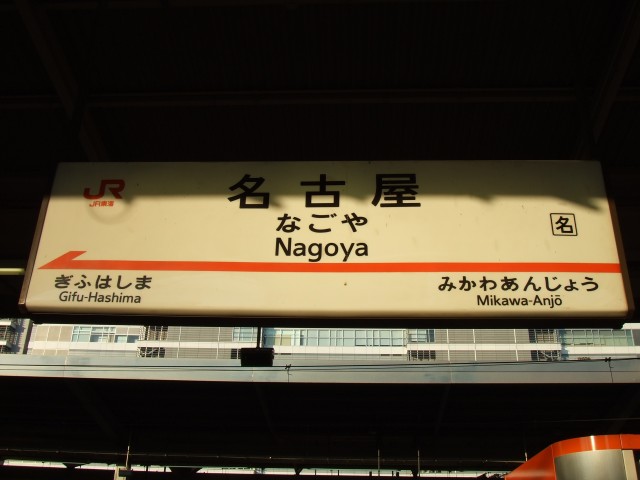 JR
JR東海
名古屋
なごや
Nagoya
名
ぎふはしま
Gifu-Hashima
みかわあんじょう
Mikawa-Anjō